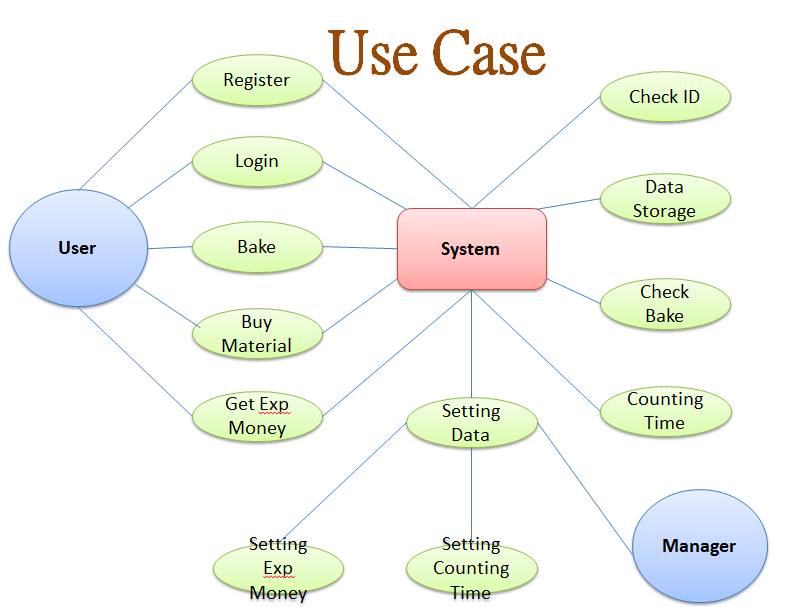 Use Case
Register
Check ID
Login
Data
Storage
User
Bake
System
Buy
Material
Check
Bake
Get Exp
Money
Setting
Data
Counting
Time
Setting
Exp
Money
Setting
Counting
Time
Manager